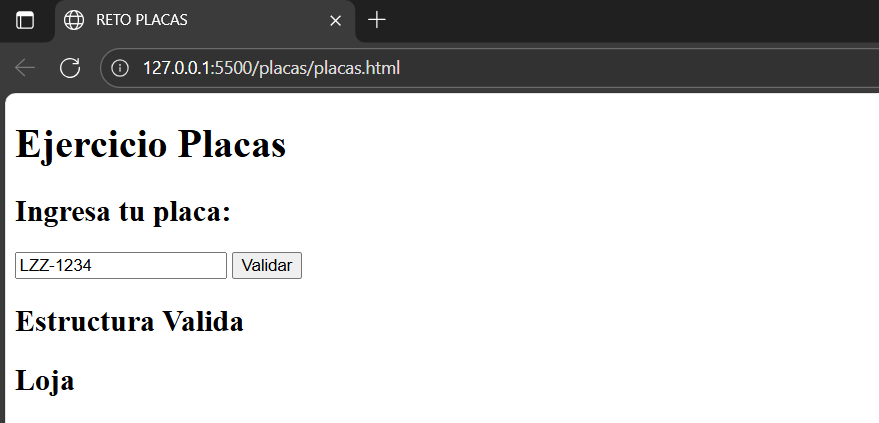 RETO PLACAS
127.0.0.1:5500/placas/placas.html
Ejercicio Placas
Ingresa tu placa:
LZZ-1234 Validar
Estructura Valida
Loja